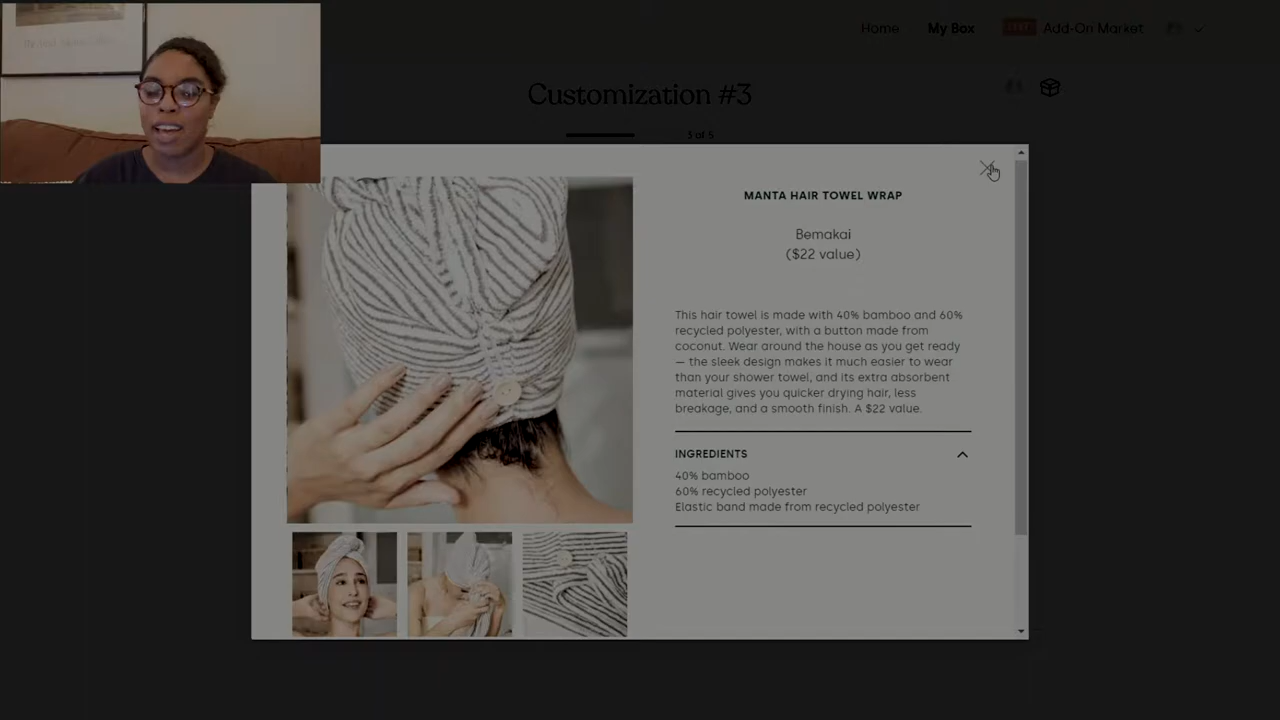 Home
My Box
Add-On Market
Customization #3
3 of 5
MANTA HAIR TOWEL WRAP
Bemakai
($22 value)
This hair towel is made with 40% bamboo and 60%
recycled polyester, with a button made from
coconut. Wear around the house as you get ready
— the sleek design makes it much easier to wear
than your shower towel, and its extra absorbent
material gives you quicker drying hair, less
breakage, and a smooth finish. A $22 value.
INGREDIENTS
40% bamboo
60% recycled polyester
Elastic band made from recycled polyester